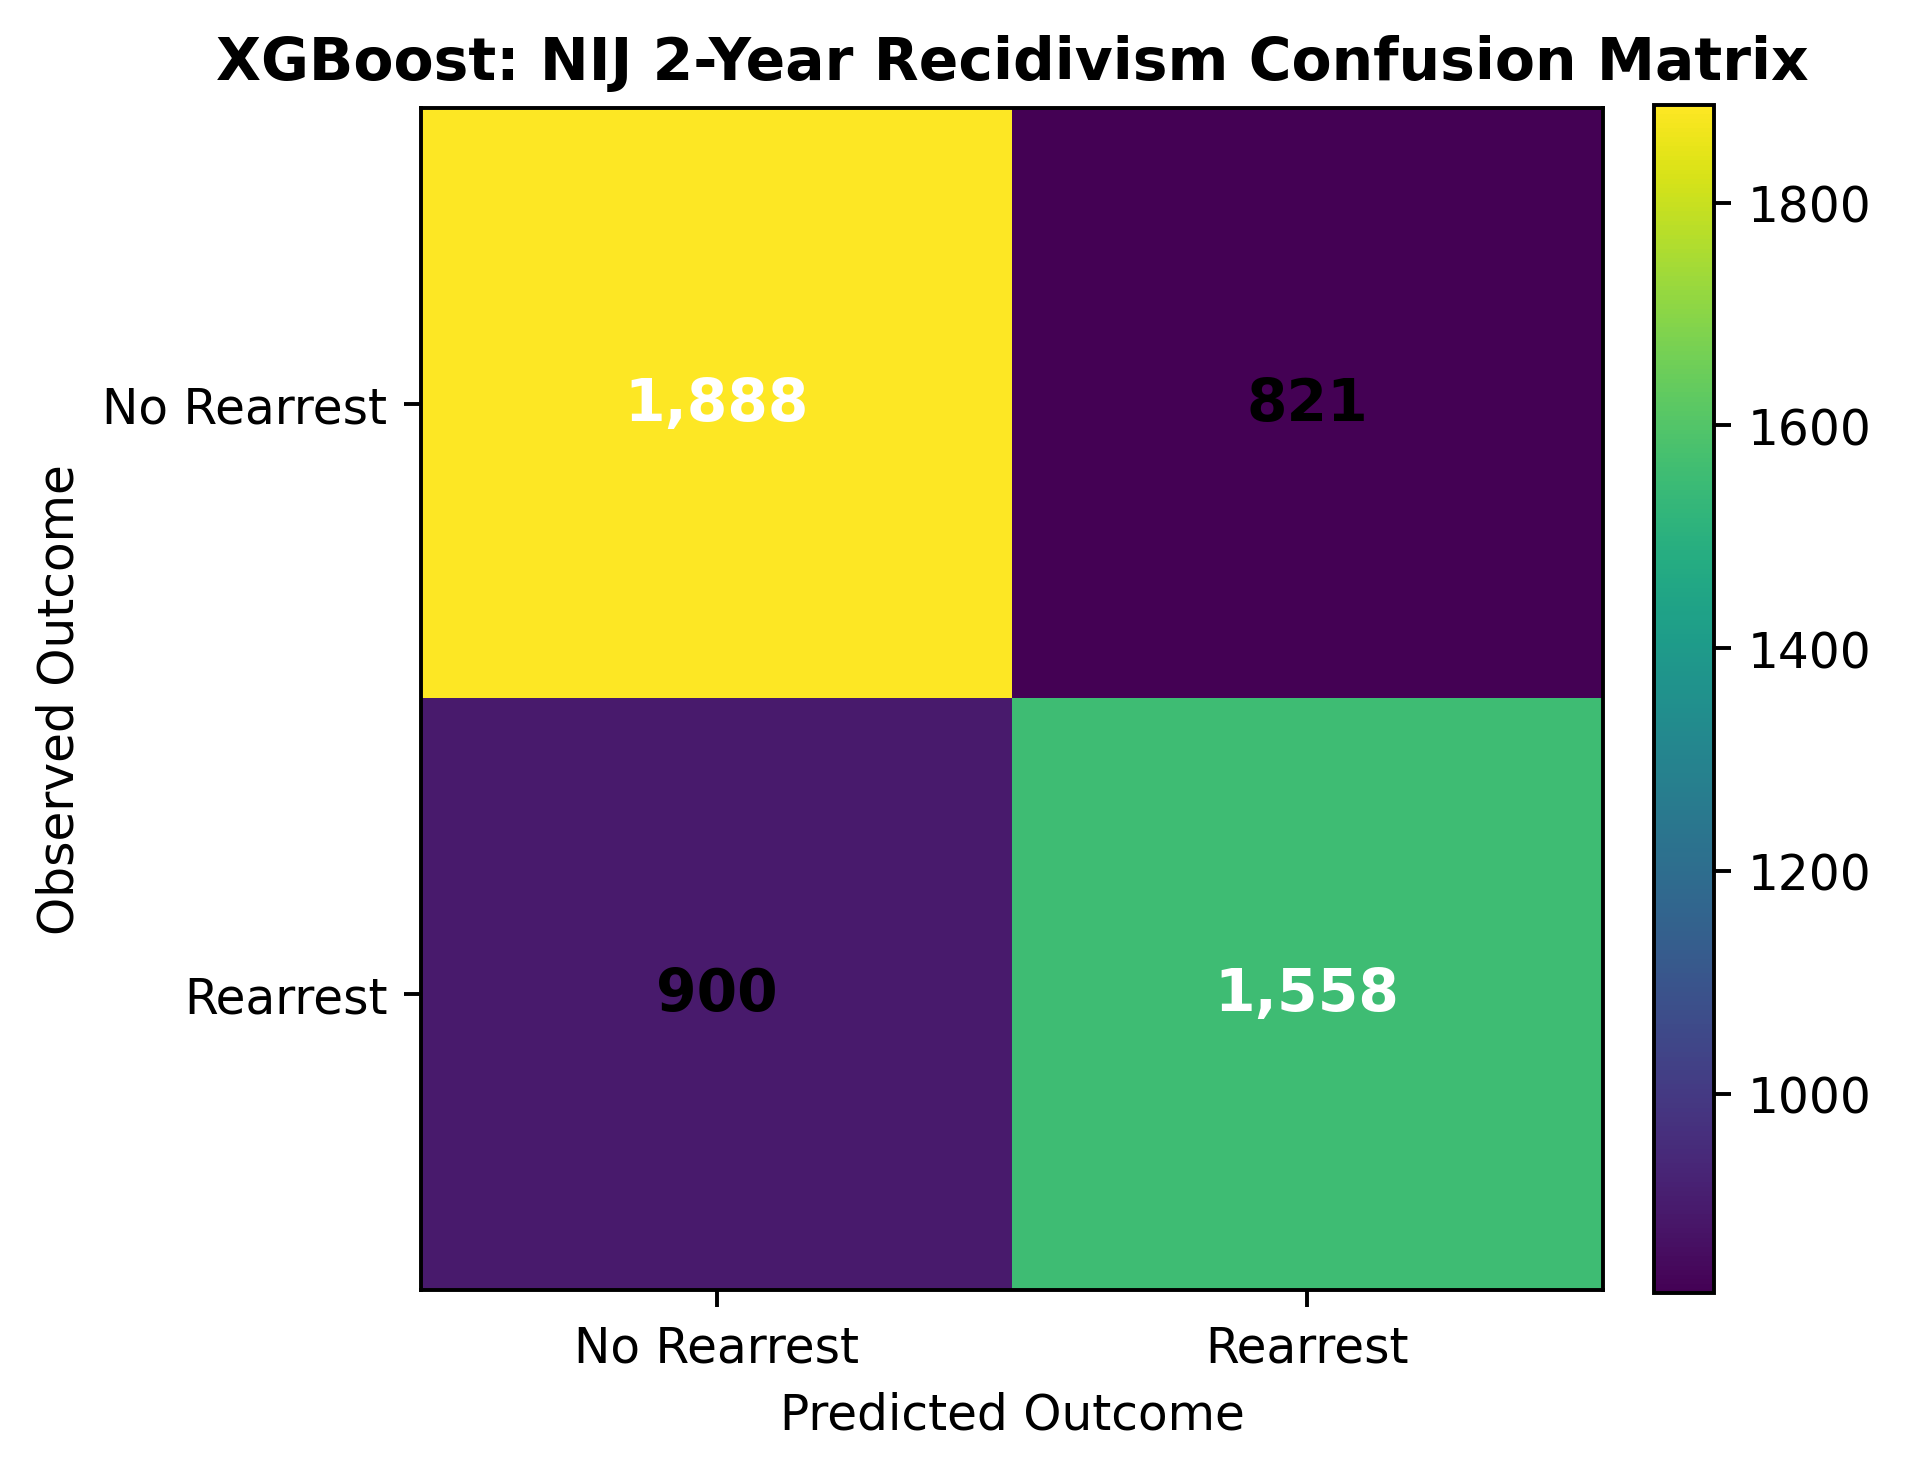 XGBoost: NIJ 2-Year Recidivism Confusion Matrix
Observed Outcome
No Rearrest
Rearrest
1,888
821
900
1,558
No Rearrest
Rearrest
Predicted Outcome
1800
1600
1400
1200
1000